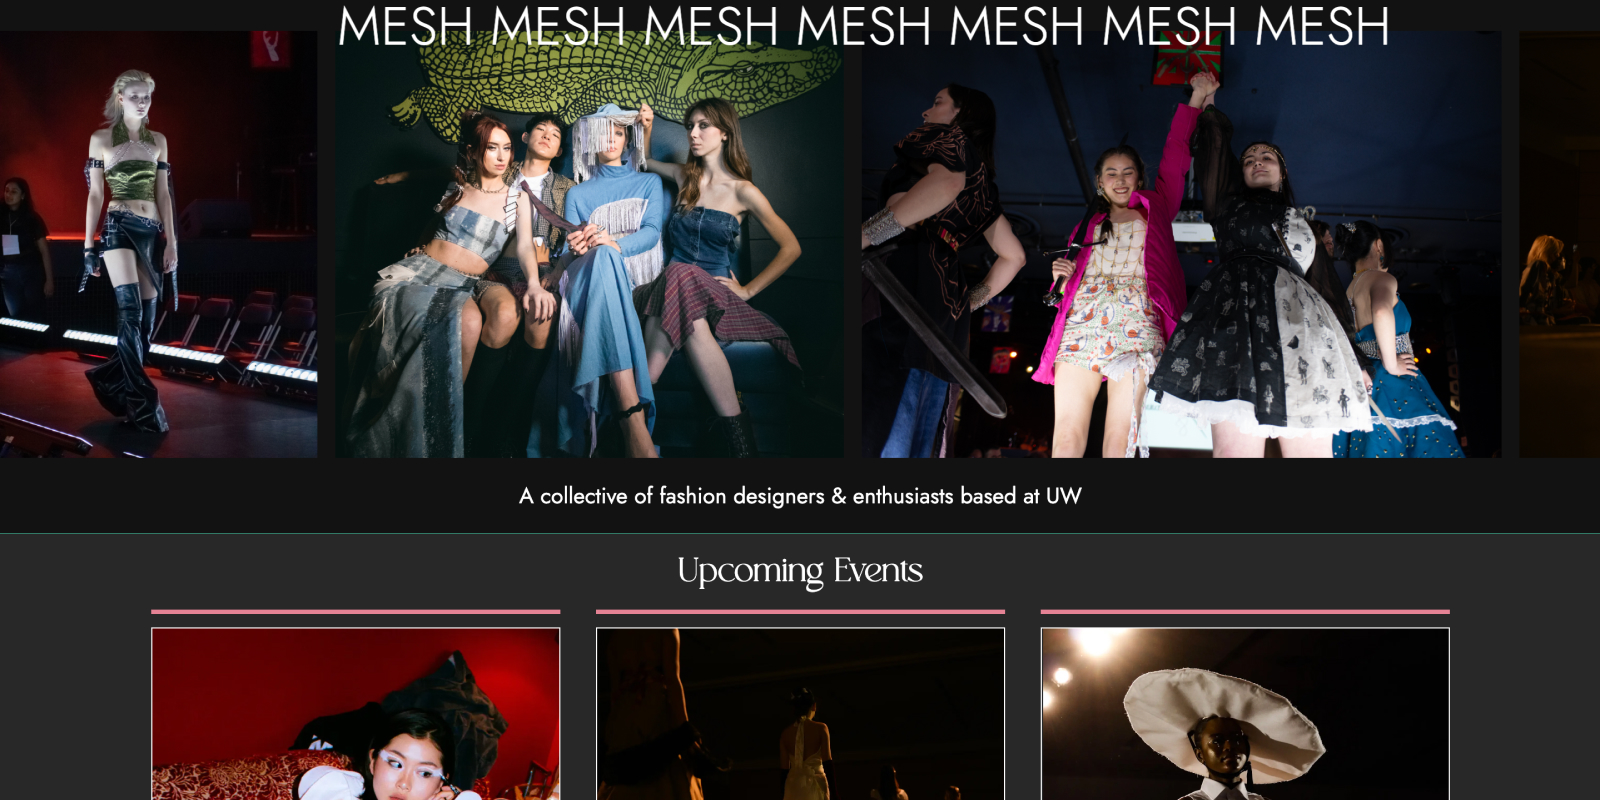 MESH MESH MESH MESH MESH MESH MESH
A collective of fashion designers & enthusiasts based at UW
Upcoming Events